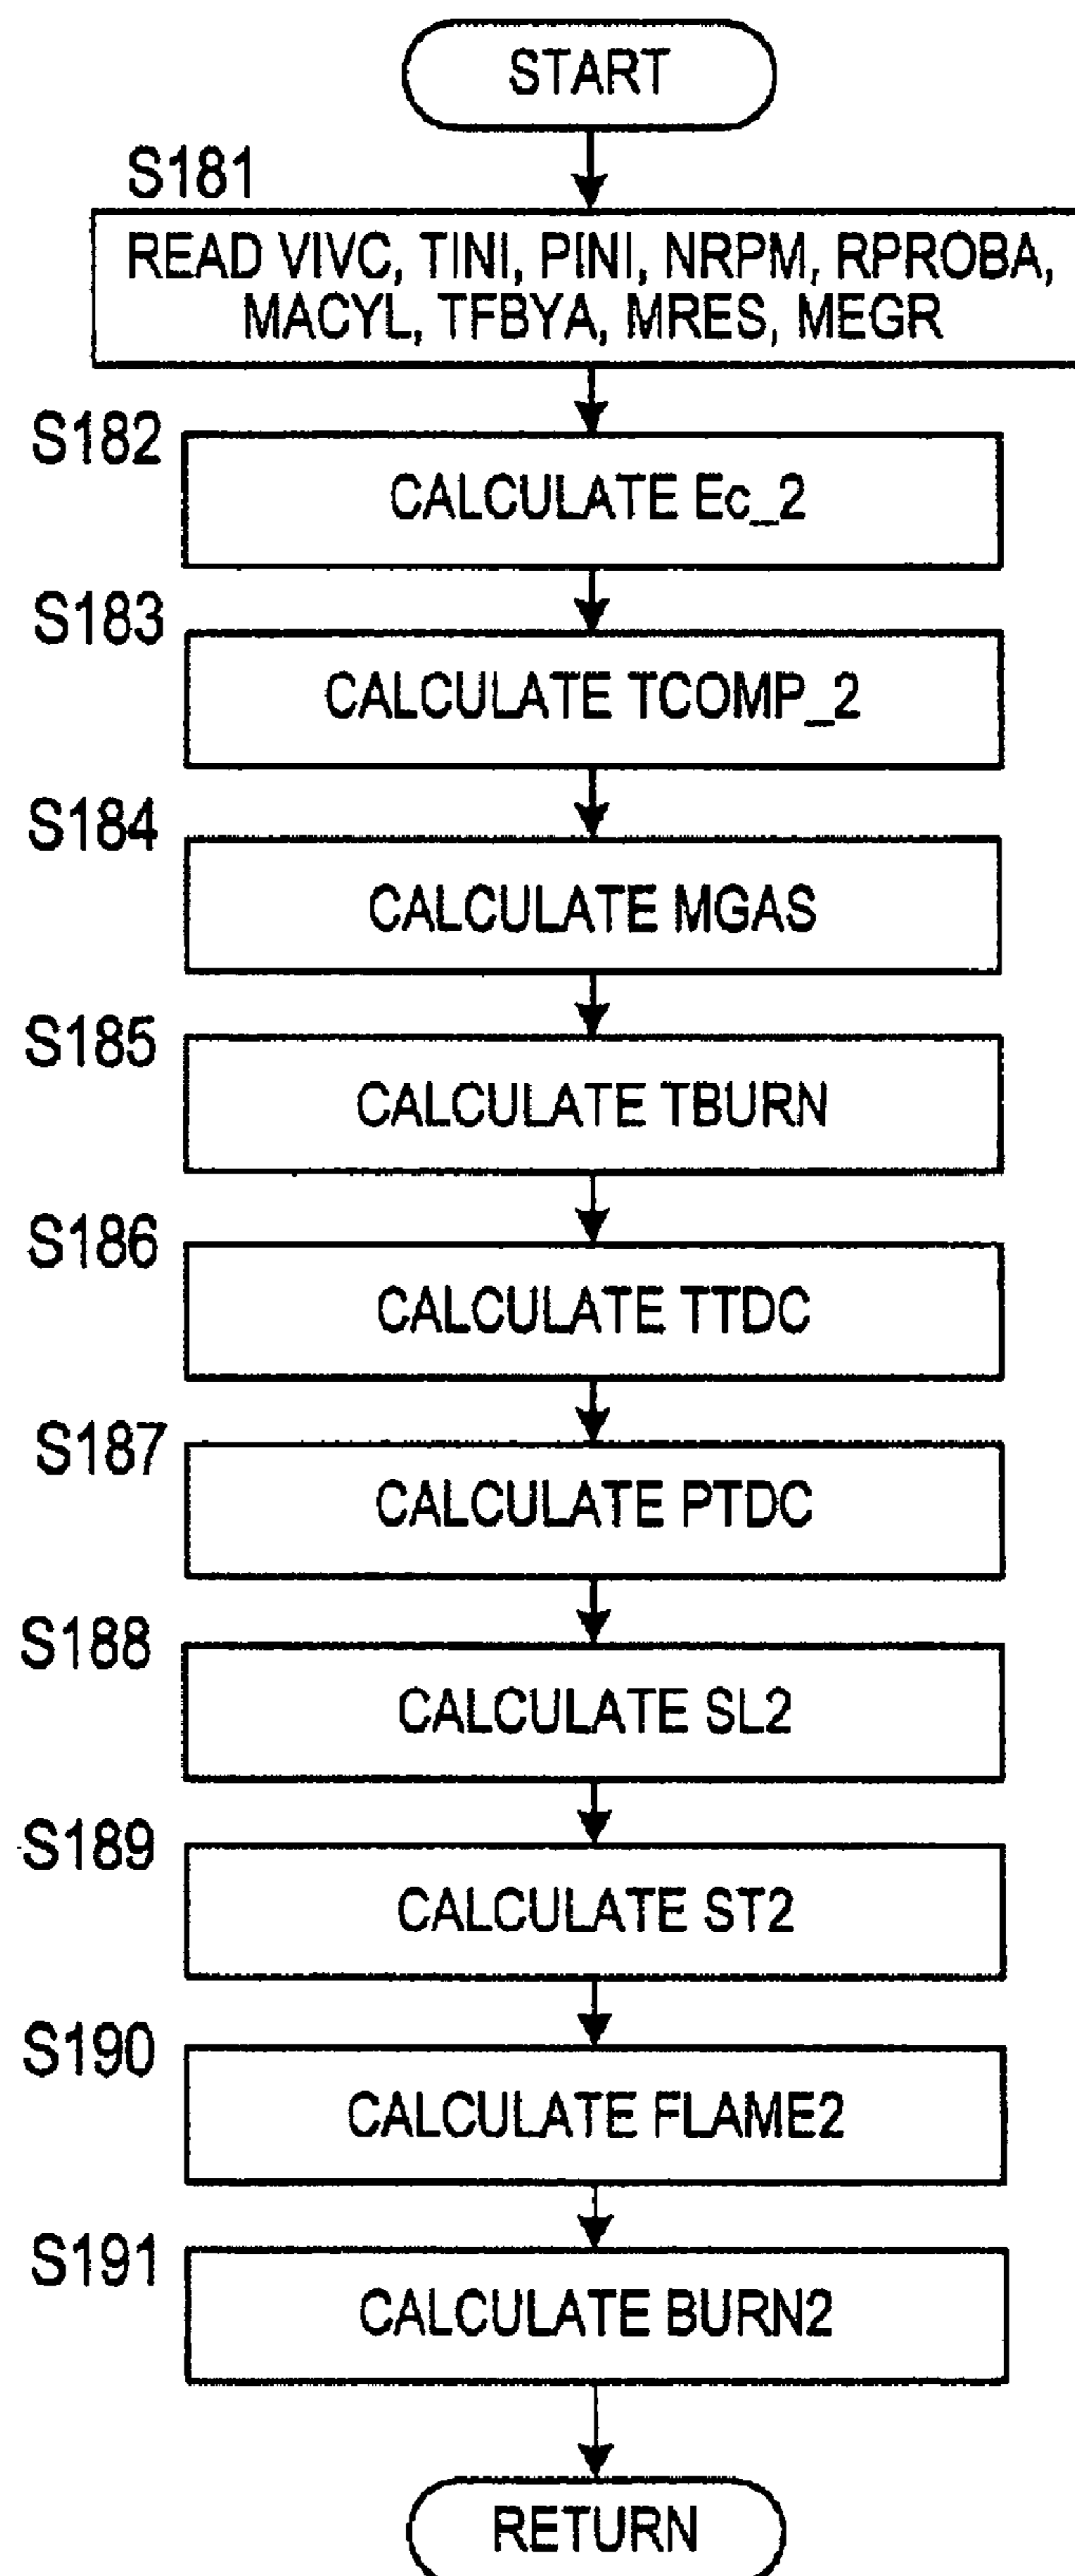 START
S181
READ VIVC, TINI, PINI, NRPM, RPROBA,
MACYL, TFBYA, MRES, MEGR
S182
CALCULATE Ec_2
S183
CALCULATE TCOMP_2
S184
CALCULATE MGAS
S185
CALCULATE TBURN
S186
CALCULATE TTDC
S187
CALCULATE PTDC
S188
CALCULATE SL2
S189
CALCULATE ST2
S190
CALCULATE FLAME2
S191
CALCULATE BURN2
RETURN